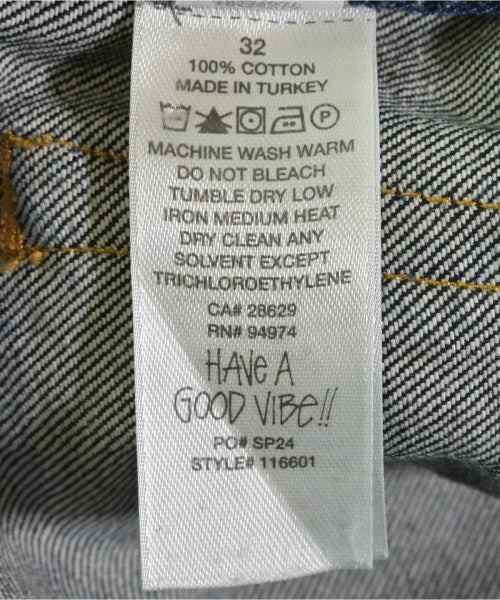 32
100% COTTON
MADE IN TURKEY
MACHINE WASH WARM
DO NOT BLEACH
TUMBLE DRY LOW
IRON MEDIUM HEAT
DRY CLEAN ANY
SOLVENT EXCEPT
TRICHLOROETHYLENE
CA# 28629
RN# 94974
HAVE A
GOOD VIBE!!
PO# SP24
STYLE# 116601